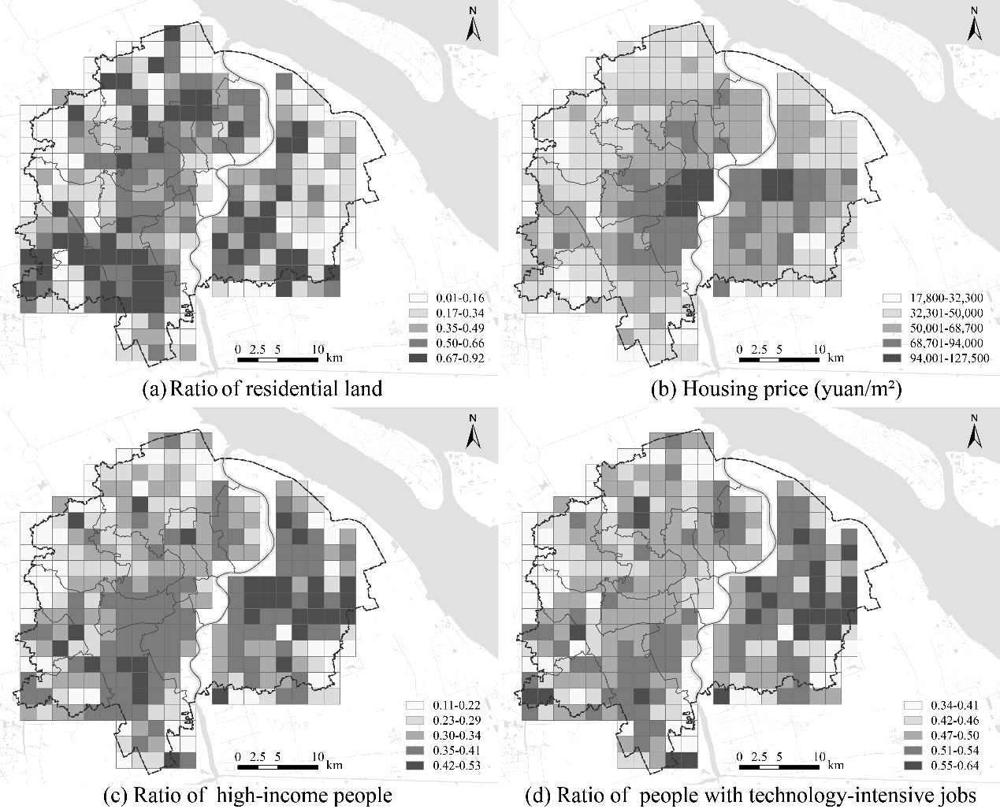 N
0.01-0.16
0.17-0.34
0.35-0.49
0.50-0.66
0.67-0.92
0 2.5 5 10
km
(a) Ratio of residential land
N
17,800-32,300
32,301-50,000
50,001-68,700
68,701-94,000
94,001-127,500
0 2.5 5 10
km
(b) Housing price (yuan/m²)
N
0.11-0.22
0.23-0.29
0.30-0.34
0.35-0.41
0.42-0.53
0 2.5 5 10
km
(c) Ratio of high-income people
N
0.34-0.41
0.42-0.46
0.47-0.50
0.51-0.54
0.55-0.64
0 2.5 5 10
km
(d) Ratio of people with technology-intensive jobs